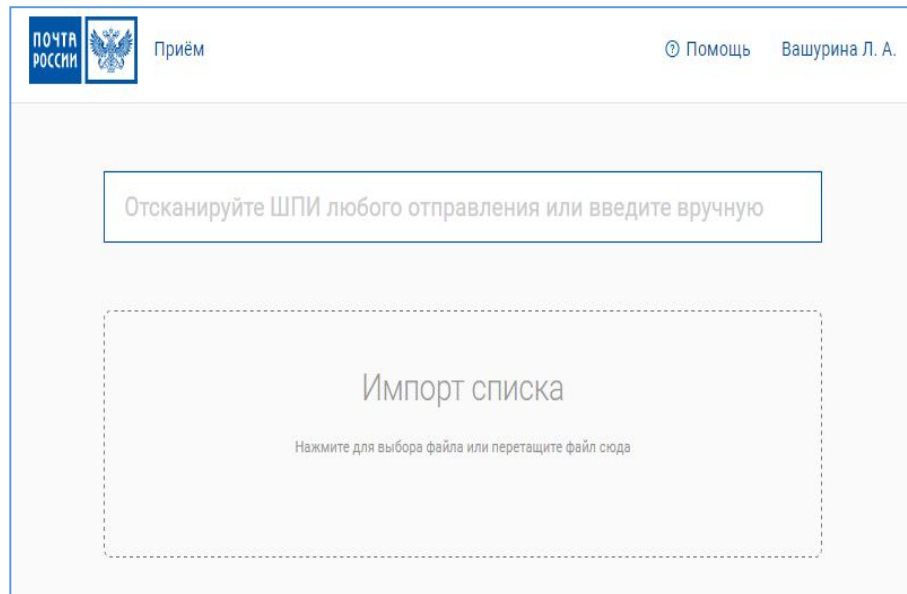 ПОЧТА
РОССИИ
Приём
Помощь
Вашурина Л. А.
Отсканируйте ШПИ любого отправления или введите вручную
Импорт списка
Нажмите для выбора файла или перетащите файл сюда